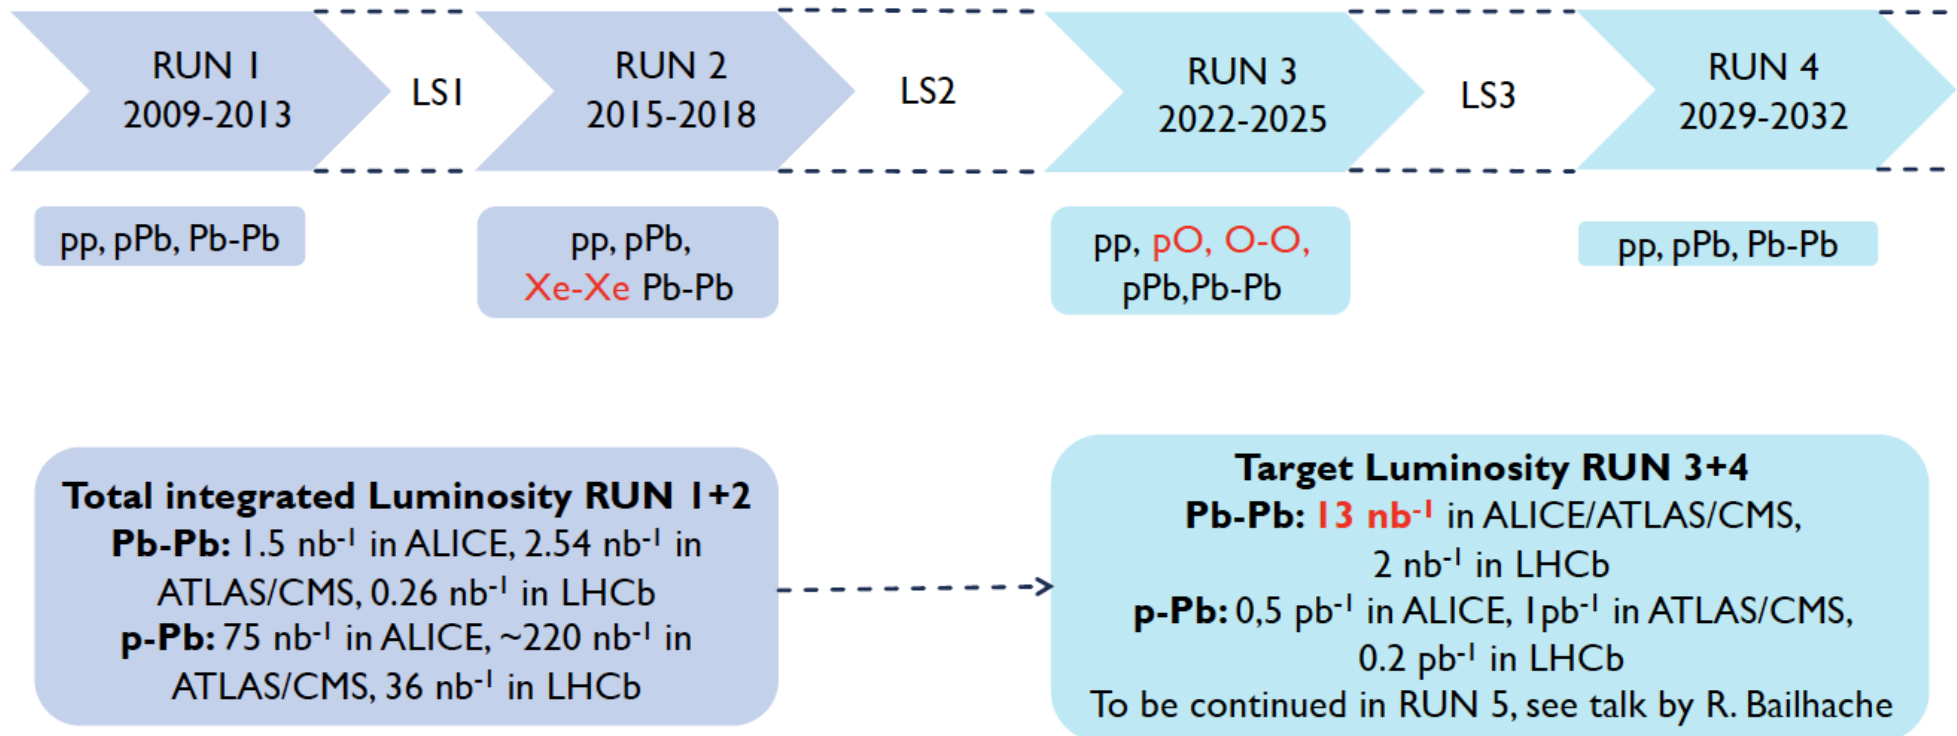 RUN 1
2009-2013
LS1
RUN 2
2015-2018
LS2
RUN 3
2022-2025
LS3
RUN 4
2029-2032
pp, pPb, Pb-Pb
pp, pPb,
Xe-Xe Pb-Pb
pp, pO, O-O,
pPb,Pb-Pb
pp, pPb, Pb-Pb
Total integrated Luminosity RUN 1+2
Pb-Pb: 1.5 nb⁻¹ in ALICE, 2.54 nb⁻¹ in
ATLAS/CMS, 0.26 nb⁻¹ in LHCb
p-Pb: 75 nb⁻¹ in ALICE, ~220 nb⁻¹ in
ATLAS/CMS, 36 nb⁻¹ in LHCb
Target Luminosity RUN 3+4
Pb-Pb: 13 nb⁻¹ in ALICE/ATLAS/CMS,
2 nb⁻¹ in LHCb
p-Pb: 0,5 pb⁻¹ in ALICE, 1pb⁻¹ in ATLAS/CMS,
0.2 pb⁻¹ in LHCb
To be continued in RUN 5, see talk by R. Bailhache